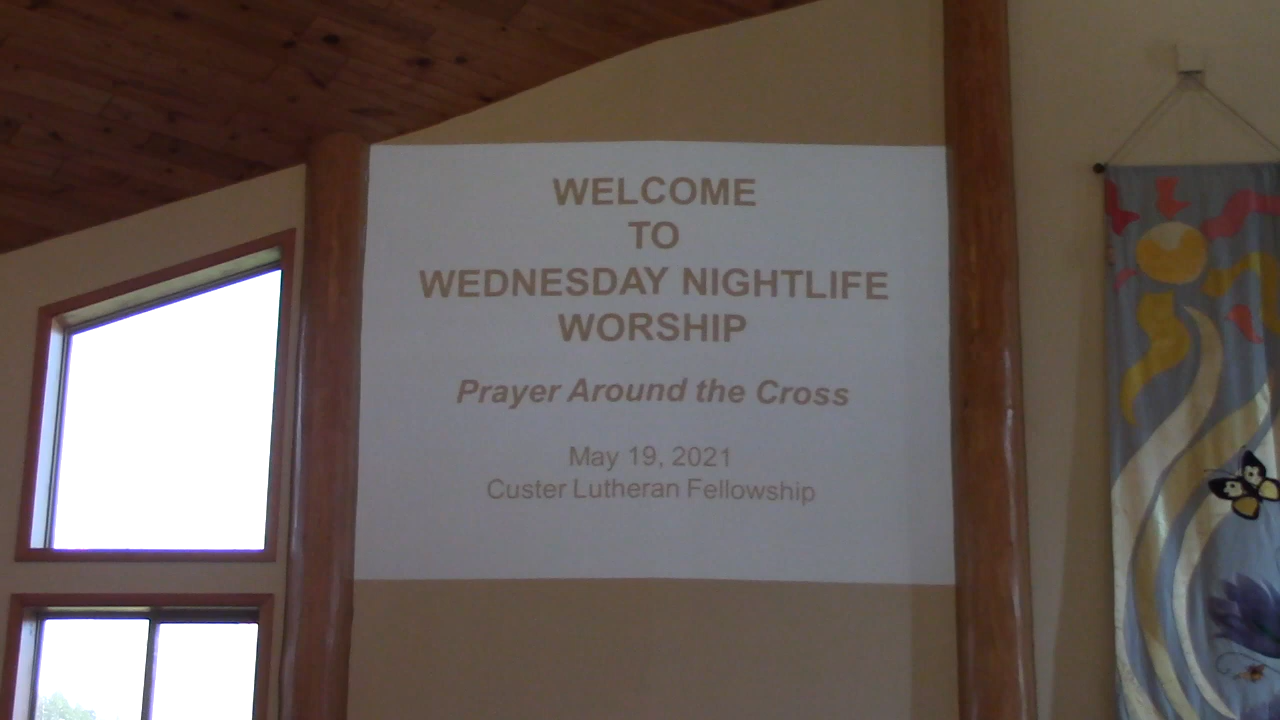 WELCOME
TO
WEDNESDAY NIGHTLIFE
WORSHIP
Prayer Around the Cross
May 19, 2021
Custer Lutheran Fellowship